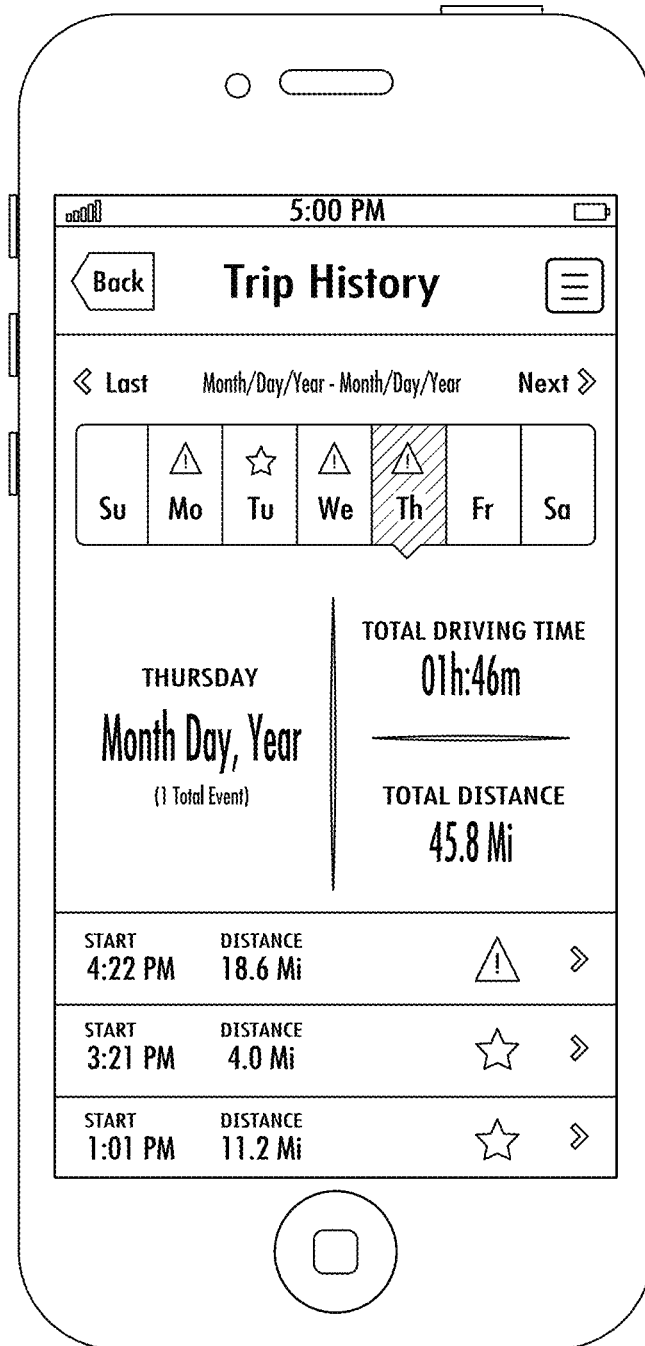 5:00 PM
Back Trip History
Last Month/Day/Year - Month/Day/Year Next
Su Mo Tu We Th Fr Sa
TOTAL DRIVING TIME
01h:46m
THURSDAY
Month Day, Year
(1 Total Event)
TOTAL DISTANCE
45.8 Mi
START DISTANCE
4:22 PM 18.6 Mi
START DISTANCE
3:21 PM 4.0 Mi
START DISTANCE
1:01 PM 11.2 Mi